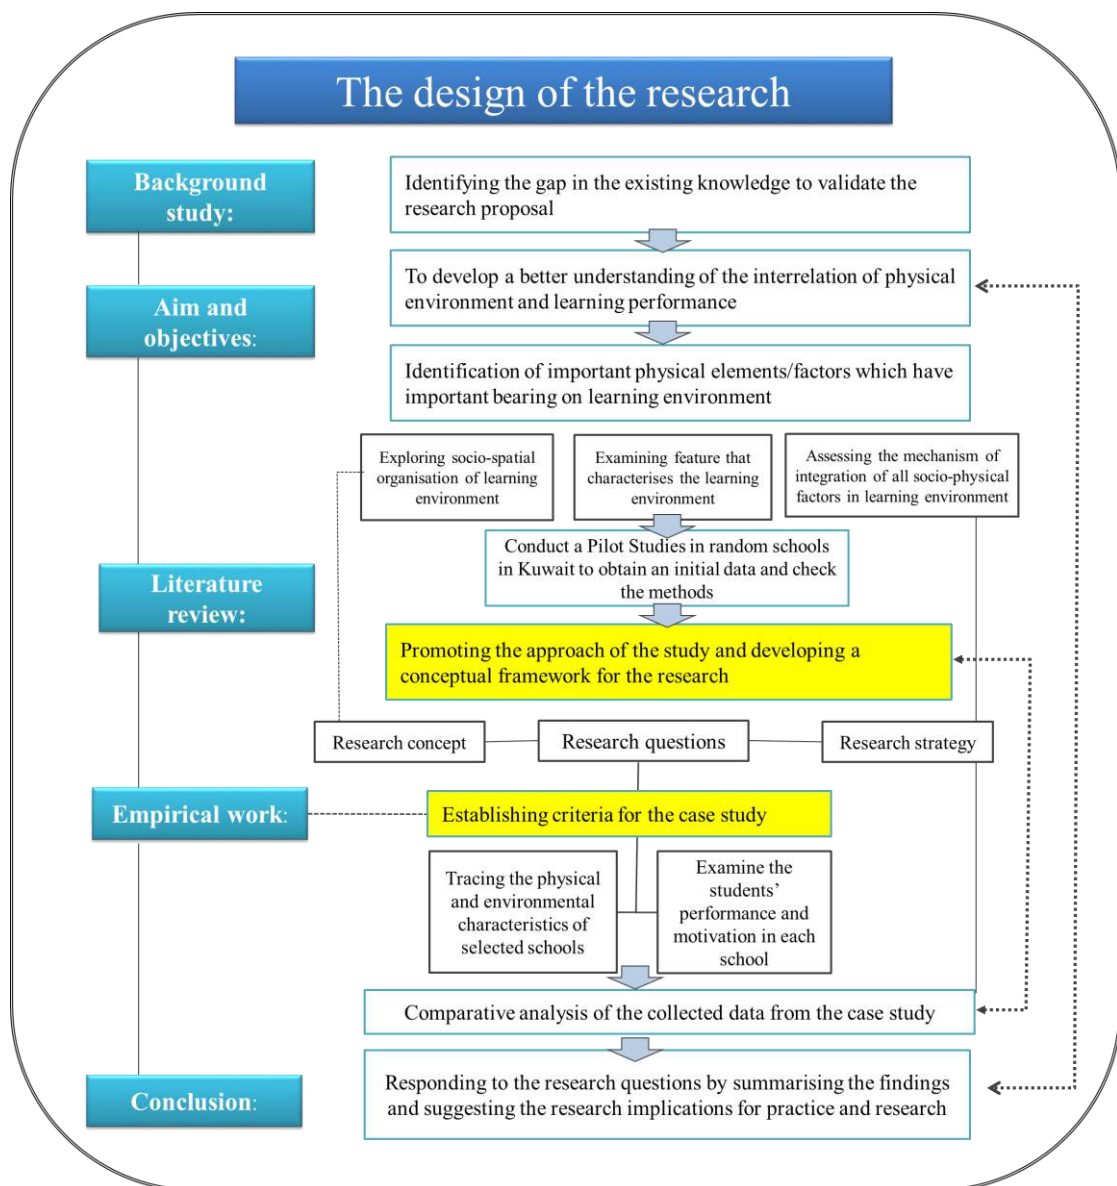 The design of the research
Background
study:
Identifying the gap in the existing knowledge to validate the
research proposal
To develop a better understanding of the interrelation of physical
environment and learning performance
Aim and
objectives:
Identification of important physical elements/factors which have
important bearing on learning environment
Exploring socio-spatial
organisation of learning
environment
Examining feature that
characterises the learning
environment
Assessing the mechanism of
integration of all socio-physical
factors in learning environment
Conduct a Pilot Studies in random schools
in Kuwait to obtain an initial data and check
the methods
Literature
review:
Promoting the approach of the study and developing a
conceptual framework for the research
Research concept
Research questions
Research strategy
Empirical work:
Establishing criteria for the case study
Tracing the physical
and environmental
characteristics of
selected schools
Examine the
students’
performance and
motivation in each
school
Comparative analysis of the collected data from the case study
Conclusion:
Responding to the research questions by summarising the findings
and suggesting the research implications for practice and research